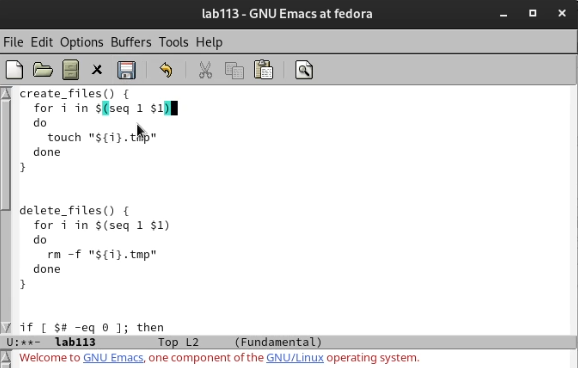 lab113 - GNU Emacs at fedora
File Edit Options Buffers Tools Help
create_files() {
  for i in $(seq 1 $1)
  do
    touch "${i}.tmp"
  done
}
delete_files() {
  for i in $(seq 1 $1)
  do
    rm -f "${i}.tmp"
  done
}
if [ $# -eq 0 ]; then
U:**-  lab113         Top L2     (Fundamental)
Welcome to GNU Emacs, one component of the GNU/Linux operating system.